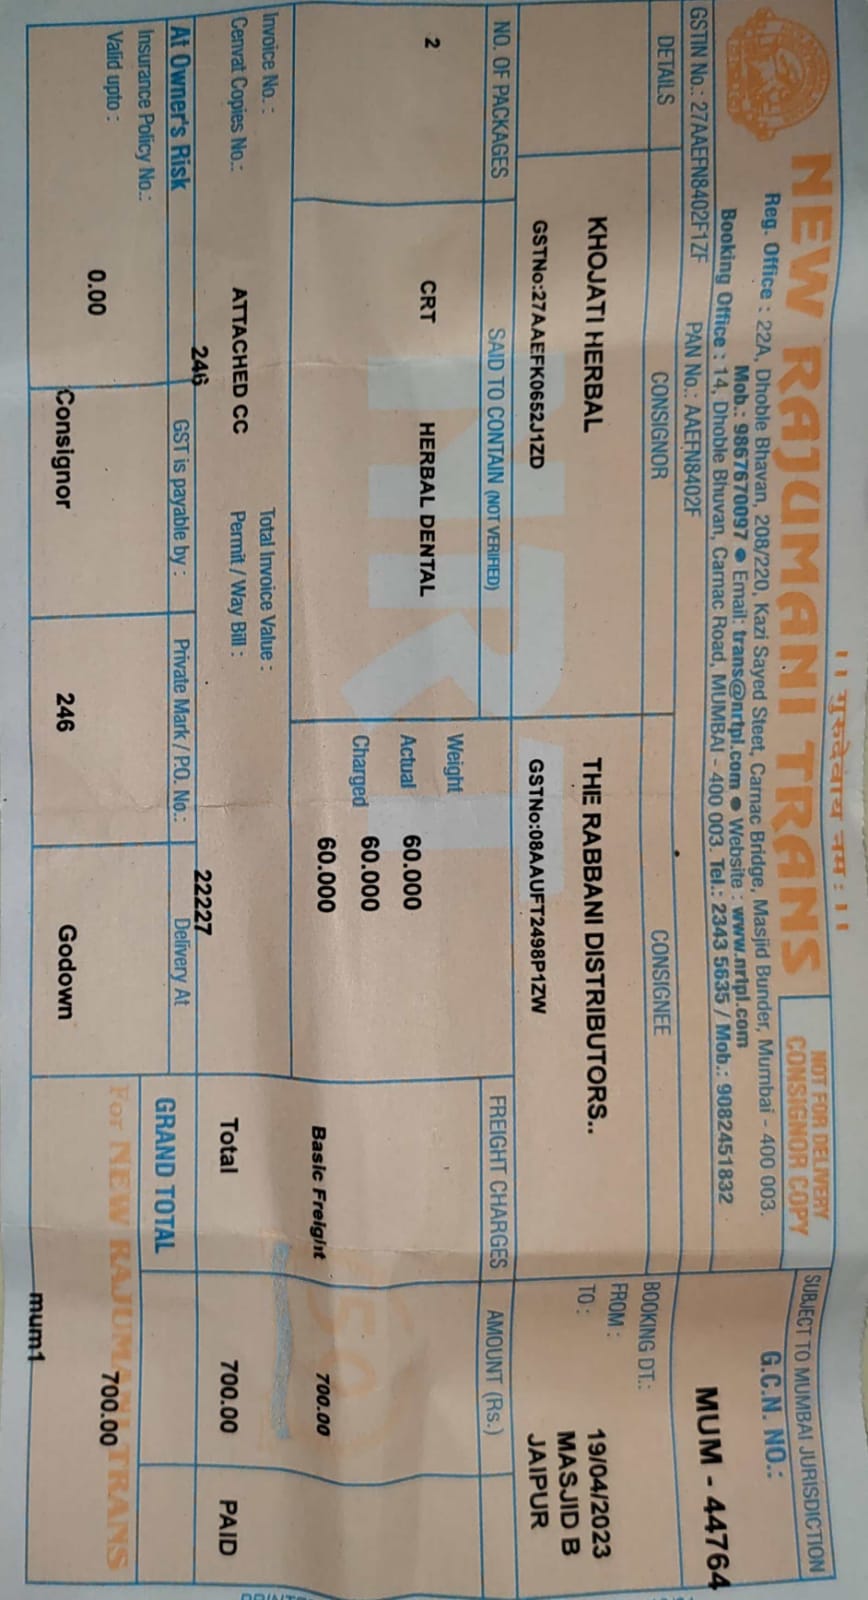 ।। गुरुदेवाय नमः ।।
NEW RAJUMANI TRANS
NOT FOR DELIVERY
CONSIGNOR COPY
SUBJECT TO MUMBAI JURISDICTION
Reg. Office : 22A, Dhoble Bhavan, 208/220, Kazi Sayed Steet, Carnac Bridge, Masjid Bunder, Mumbai - 400 003.
Mob.: 9867670097 ● Email: trans@nrtpl.com ● Website : www.nrtpl.com
Booking Office : 14, Dhoble Bhuvan, Carnac Road, MUMBAI - 400 003. Tel.: 2343 5635 / Mob.: 9082451832
G.C.N. NO.:
MUM - 44764
GSTIN No.: 27AAEFN8402F1ZF PAN No.: AAEFN8402F
DETAILS CONSIGNOR CONSIGNEE
BOOKING DT.: 19/04/2023
FROM : MASJID B
TO : JAIPUR
KHOJATI HERBAL THE RABBANI DISTRIBUTORS..
GSTNo:27AAEFK0652J1ZD GSTNo:08AAUFT2498P1ZW
NO. OF PACKAGES SAID TO CONTAIN (NOT VERIFIED) FREIGHT CHARGES AMOUNT (Rs.)
Weight
2 CRT HERBAL DENTAL Actual 60.000
Charged 60.000
60.000 Basic Freight 700.00
NRT
Invoice No. : 246 Total Invoice Value : 22227
Cenvat Copies No.: ATTACHED CC Permit / Way Bill : Total 700.00 PAID
At Owner's Risk GST is payable by : Private Mark / PO. No.: Delivery At GRAND TOTAL 700.00
Insurance Policy No.:
Valid upto : 0.00
Consignor 246 Godown
For NEW RAJUMANI TRANS
mum1